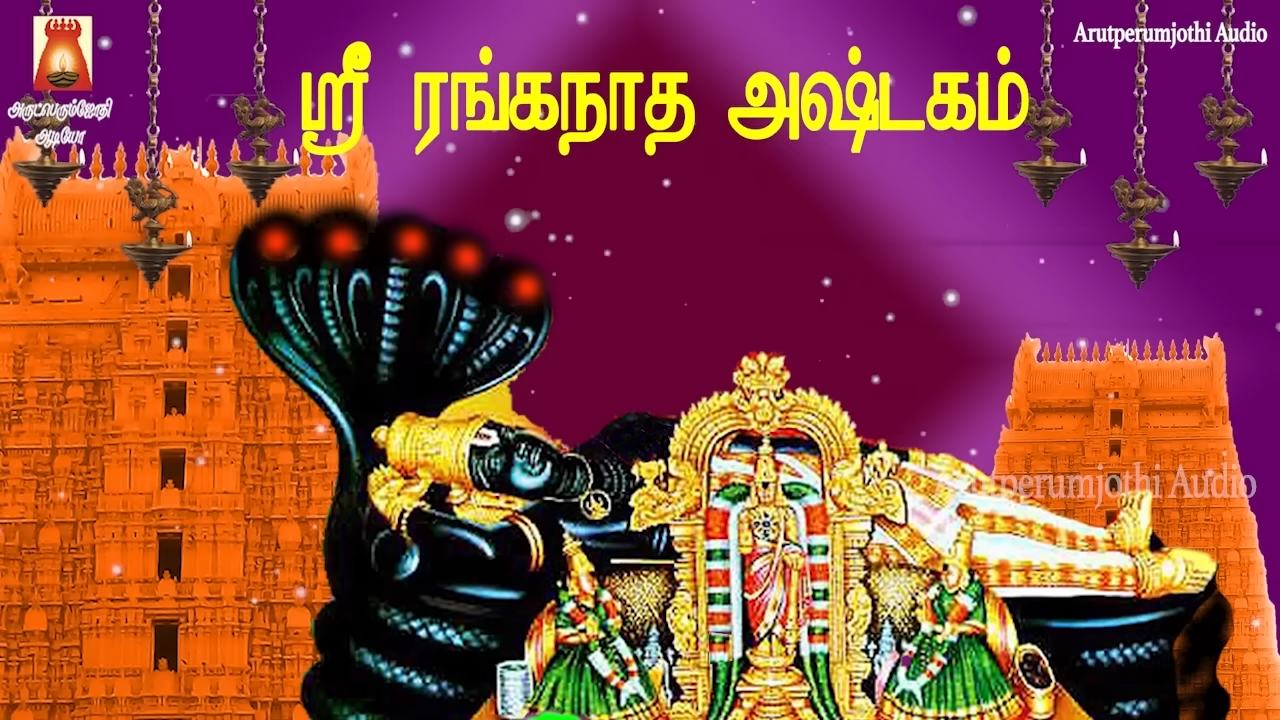 Arutperumjothi Audio
ஸ்ரீ ரங்கநாத அஷ்டகம்
அருட்பெரும்ஜோதி
ஆடியோ
Arutperumjothi Audio